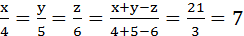 x/4 = y/5 = z/6 = x+y-z/4+5-6 = 21/3 = 7